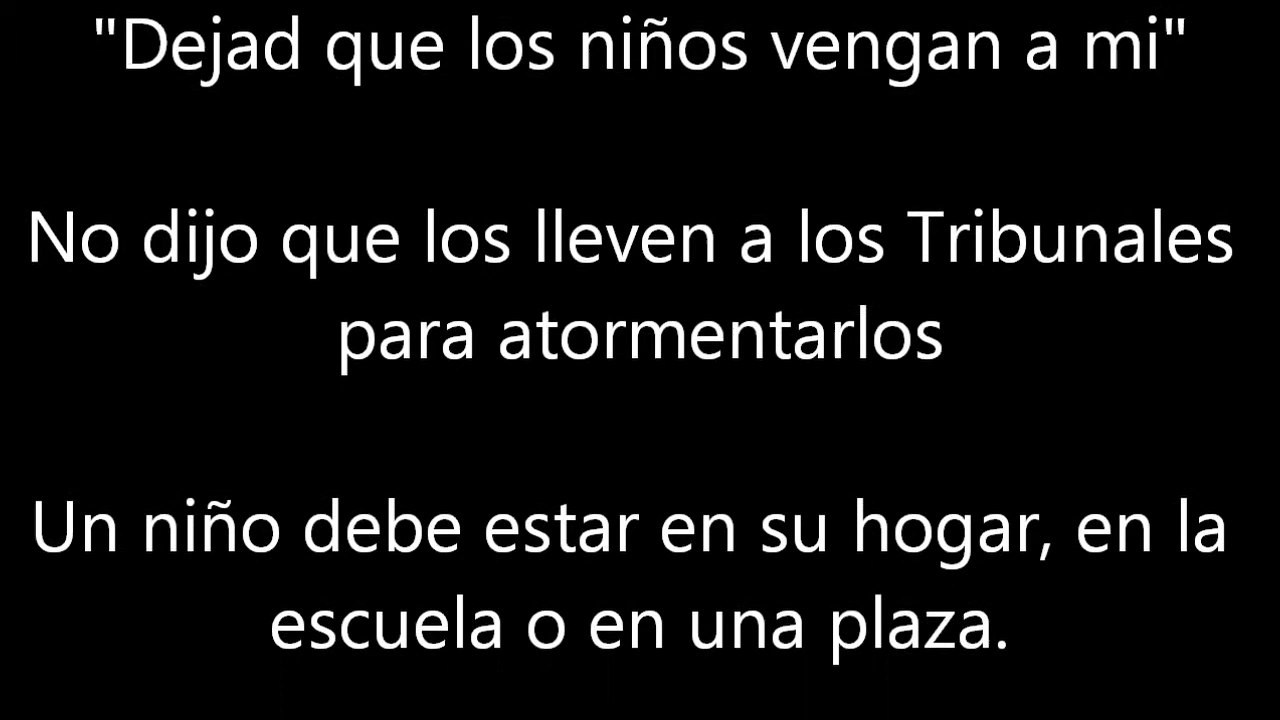 "Dejad que los niños vengan a mi"
No dijo que los lleven a los Tribunales
para atormentarlos
Un niño debe estar en su hogar, en la
escuela o en una plaza.